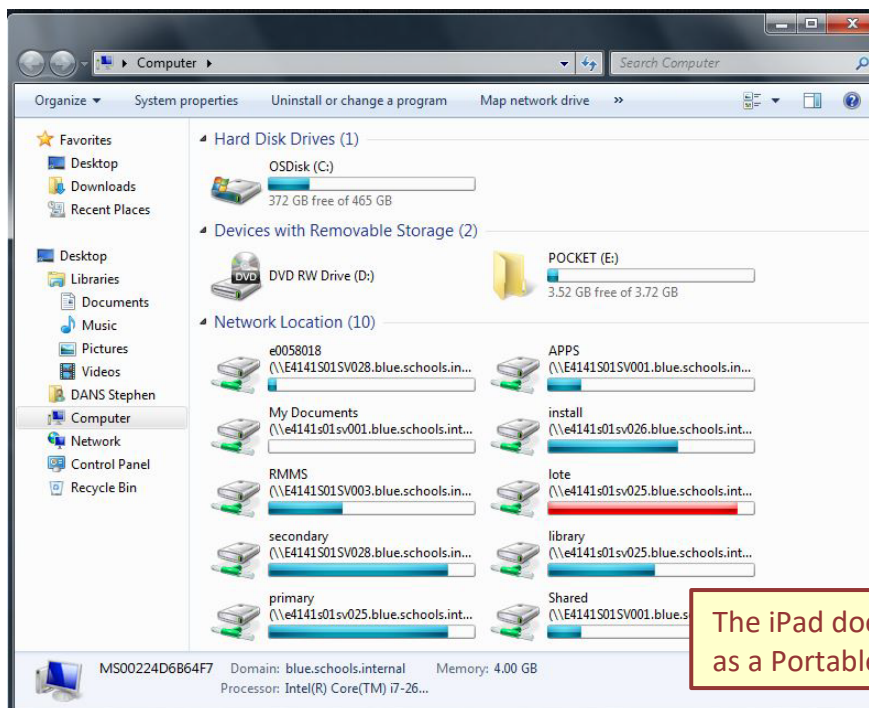 Computer
Search Computer
Organize
System properties
Uninstall or change a program
Map network drive
»
Favorites
Desktop
Downloads
Recent Places
Desktop
Libraries
Documents
Music
Pictures
Videos
DANS Stephen
Computer
Network
Control Panel
Recycle Bin
Hard Disk Drives (1)
OSDisk (C:)
372 GB free of 465 GB
Devices with Removable Storage (2)
DVD RW Drive (D:)
POCKET (E:)
3.52 GB free of 3.72 GB
Network Location (10)
e0058018
(\\E4141S01SV028.blue.schools.in...
APPS
(\\E4141S01SV001.blue.schools.in...
My Documents
(\\e4141s01sv001.blue.schools.int...
install
(\\e4141s01sv026.blue.schools.int...
RMMS
(\\E4141S01SV003.blue.schools.in...
lote
(\\e4141s01sv025.blue.schools.int...
secondary
(\\E4141S01SV028.blue.schools.in...
library
(\\e4141s01sv025.blue.schools.int...
primary
(\\e4141s01sv025.blue.schools.int...
Shared
(\\E4141S01SV001.blue.s
The iPad doe
as a Portable
MS00224D6B64F7
Domain: blue.schools.internal
Memory: 4.00 GB
Processor: Intel(R) Core(TM) i7-26...